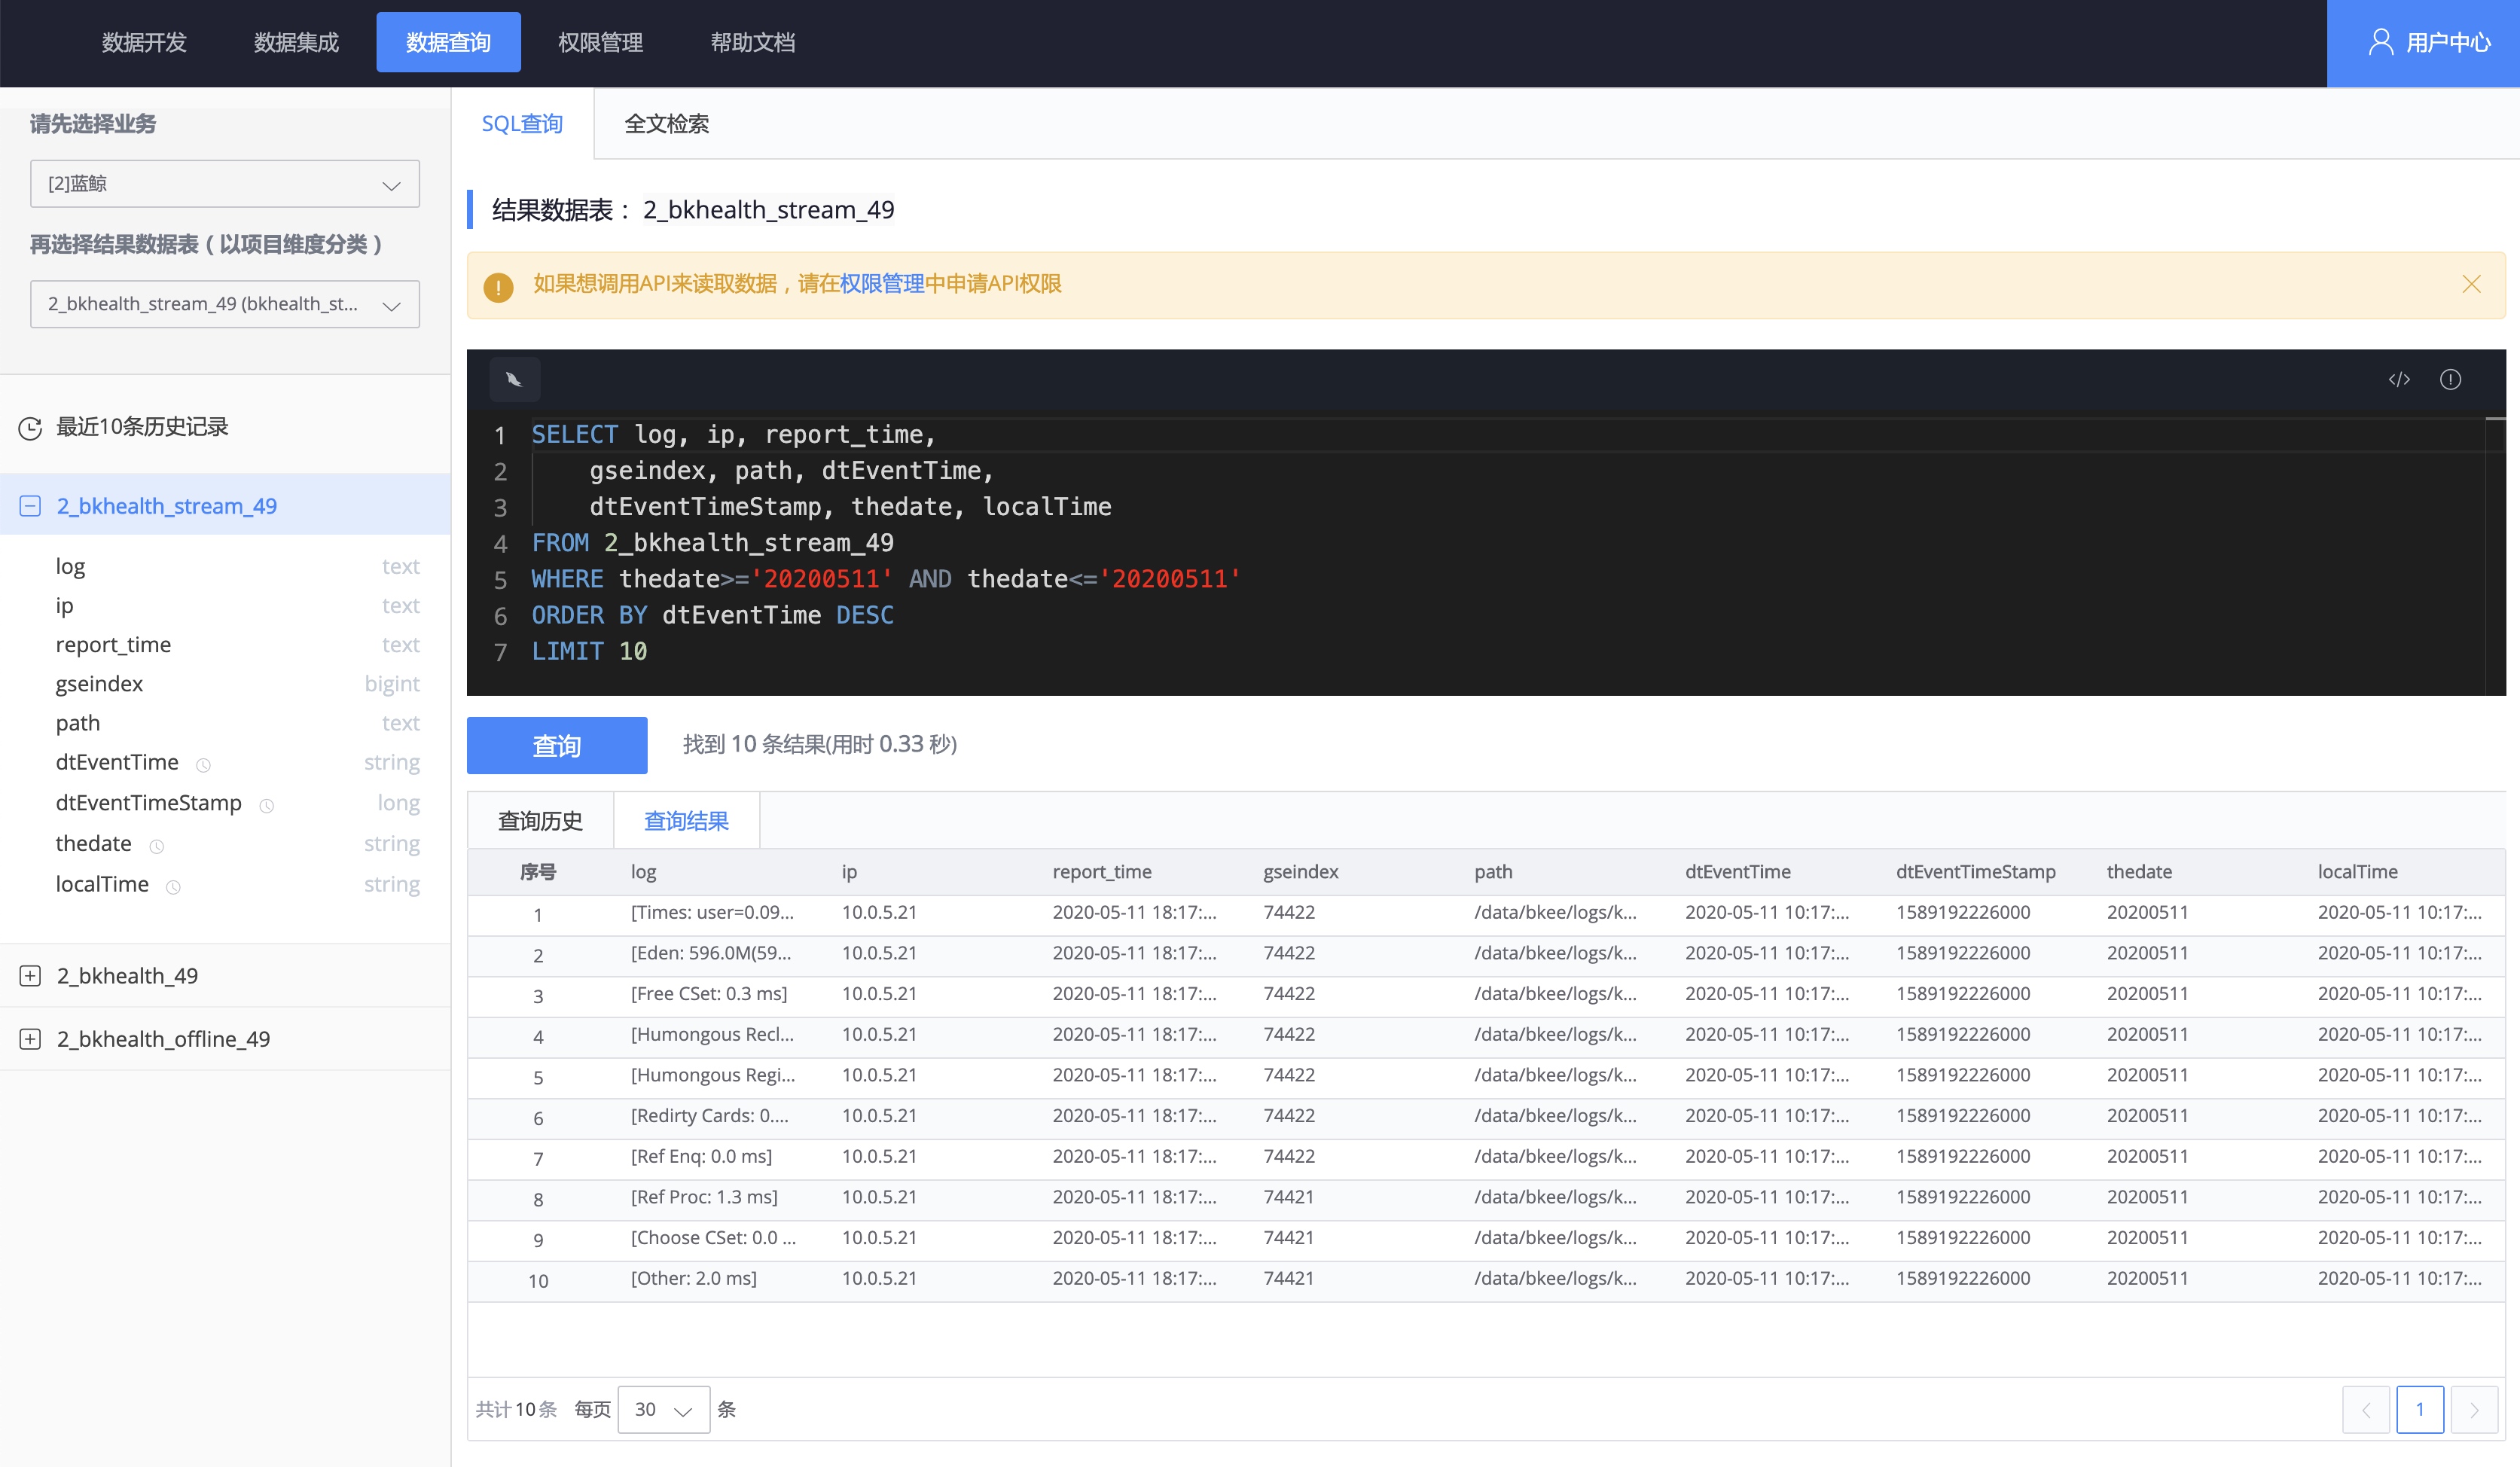 数据开发 数据集成 数据查询 权限管理 帮助文档 用户中心
请先选择业务
[2]蓝鲸
再选择结果数据表（以项目维度分类）
2_bkhealth_stream_49 (bkhealth_st...
最近10条历史记录
2_bkhealth_stream_49
log text
ip text
report_time text
gseindex bigint
path text
dtEventTime string
dtEventTimeStamp long
thedate string
localTime string
2_bkhealth_49
2_bkhealth_offline_49
SQL查询 全文检索
结果数据表： 2_bkhealth_stream_49
如果想调用API来读取数据，请在权限管理中申请API权限
1 SELECT log, ip, report_time,
2 gseindex, path, dtEventTime,
3 dtEventTimeStamp, thedate, localTime
4 FROM 2_bkhealth_stream_49
5 WHERE thedate>='20200511' AND thedate<='20200511'
6 ORDER BY dtEventTime DESC
7 LIMIT 10
查询 找到 10 条结果(用时 0.33 秒)
查询历史 查询结果
序号 log ip report_time gseindex path dtEventTime dtEventTimeStamp thedate localTime
1 [Times: user=0.09... 10.0.5.21 2020-05-11 18:17:... 74422 /data/bkee/logs/k... 2020-05-11 10:17:... 1589192226000 20200511 2020-05-11 10:17:...
2 [Eden: 596.0M(59... 10.0.5.21 2020-05-11 18:17:... 74422 /data/bkee/logs/k... 2020-05-11 10:17:... 1589192226000 20200511 2020-05-11 10:17:...
3 [Free CSet: 0.3 ms] 10.0.5.21 2020-05-11 18:17:... 74422 /data/bkee/logs/k... 2020-05-11 10:17:... 1589192226000 20200511 2020-05-11 10:17:...
4 [Humongous Recl... 10.0.5.21 2020-05-11 18:17:... 74422 /data/bkee/logs/k... 2020-05-11 10:17:... 1589192226000 20200511 2020-05-11 10:17:...
5 [Humongous Regi... 10.0.5.21 2020-05-11 18:17:... 74422 /data/bkee/logs/k... 2020-05-11 10:17:... 1589192226000 20200511 2020-05-11 10:17:...
6 [Redirty Cards: 0.... 10.0.5.21 2020-05-11 18:17:... 74422 /data/bkee/logs/k... 2020-05-11 10:17:... 1589192226000 20200511 2020-05-11 10:17:...
7 [Ref Enq: 0.0 ms] 10.0.5.21 2020-05-11 18:17:... 74422 /data/bkee/logs/k... 2020-05-11 10:17:... 1589192226000 20200511 2020-05-11 10:17:...
8 [Ref Proc: 1.3 ms] 10.0.5.21 2020-05-11 18:17:... 74421 /data/bkee/logs/k... 2020-05-11 10:17:... 1589192226000 20200511 2020-05-11 10:17:...
9 [Choose CSet: 0.0 ... 10.0.5.21 2020-05-11 18:17:... 74421 /data/bkee/logs/k... 2020-05-11 10:17:... 1589192226000 20200511 2020-05-11 10:17:...
10 [Other: 2.0 ms] 10.0.5.21 2020-05-11 18:17:... 74421 /data/bkee/logs/k... 2020-05-11 10:17:... 1589192226000 20200511 2020-05-11 10:17:...
共计10条 每页 30 条 1